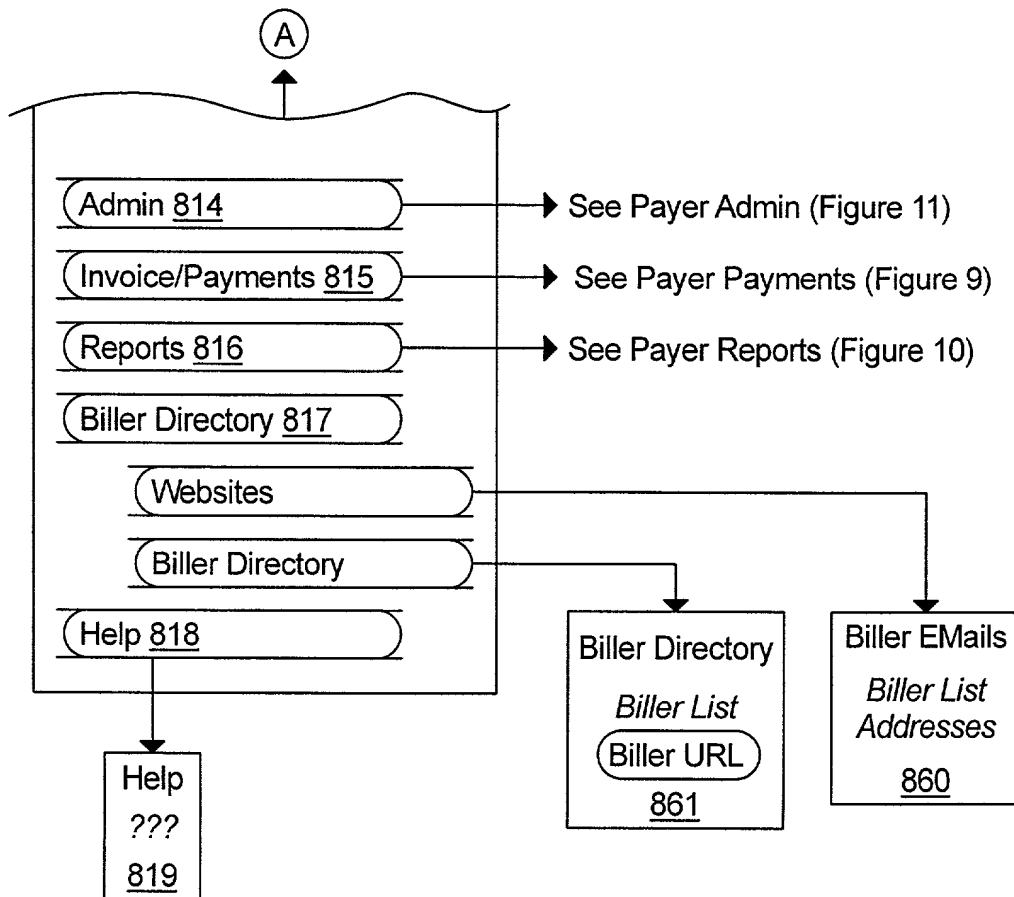 A
Admin 814
See Payer Admin (Figure 11)
Invoice/Payments 815
See Payer Payments (Figure 9)
Reports 816
See Payer Reports (Figure 10)
Biller Directory 817
Websites
Biller Directory
Help 818
Biller Directory
Biller List
Biller URL
861
Biller EMails
Biller List
Addresses
860
Help
???
819